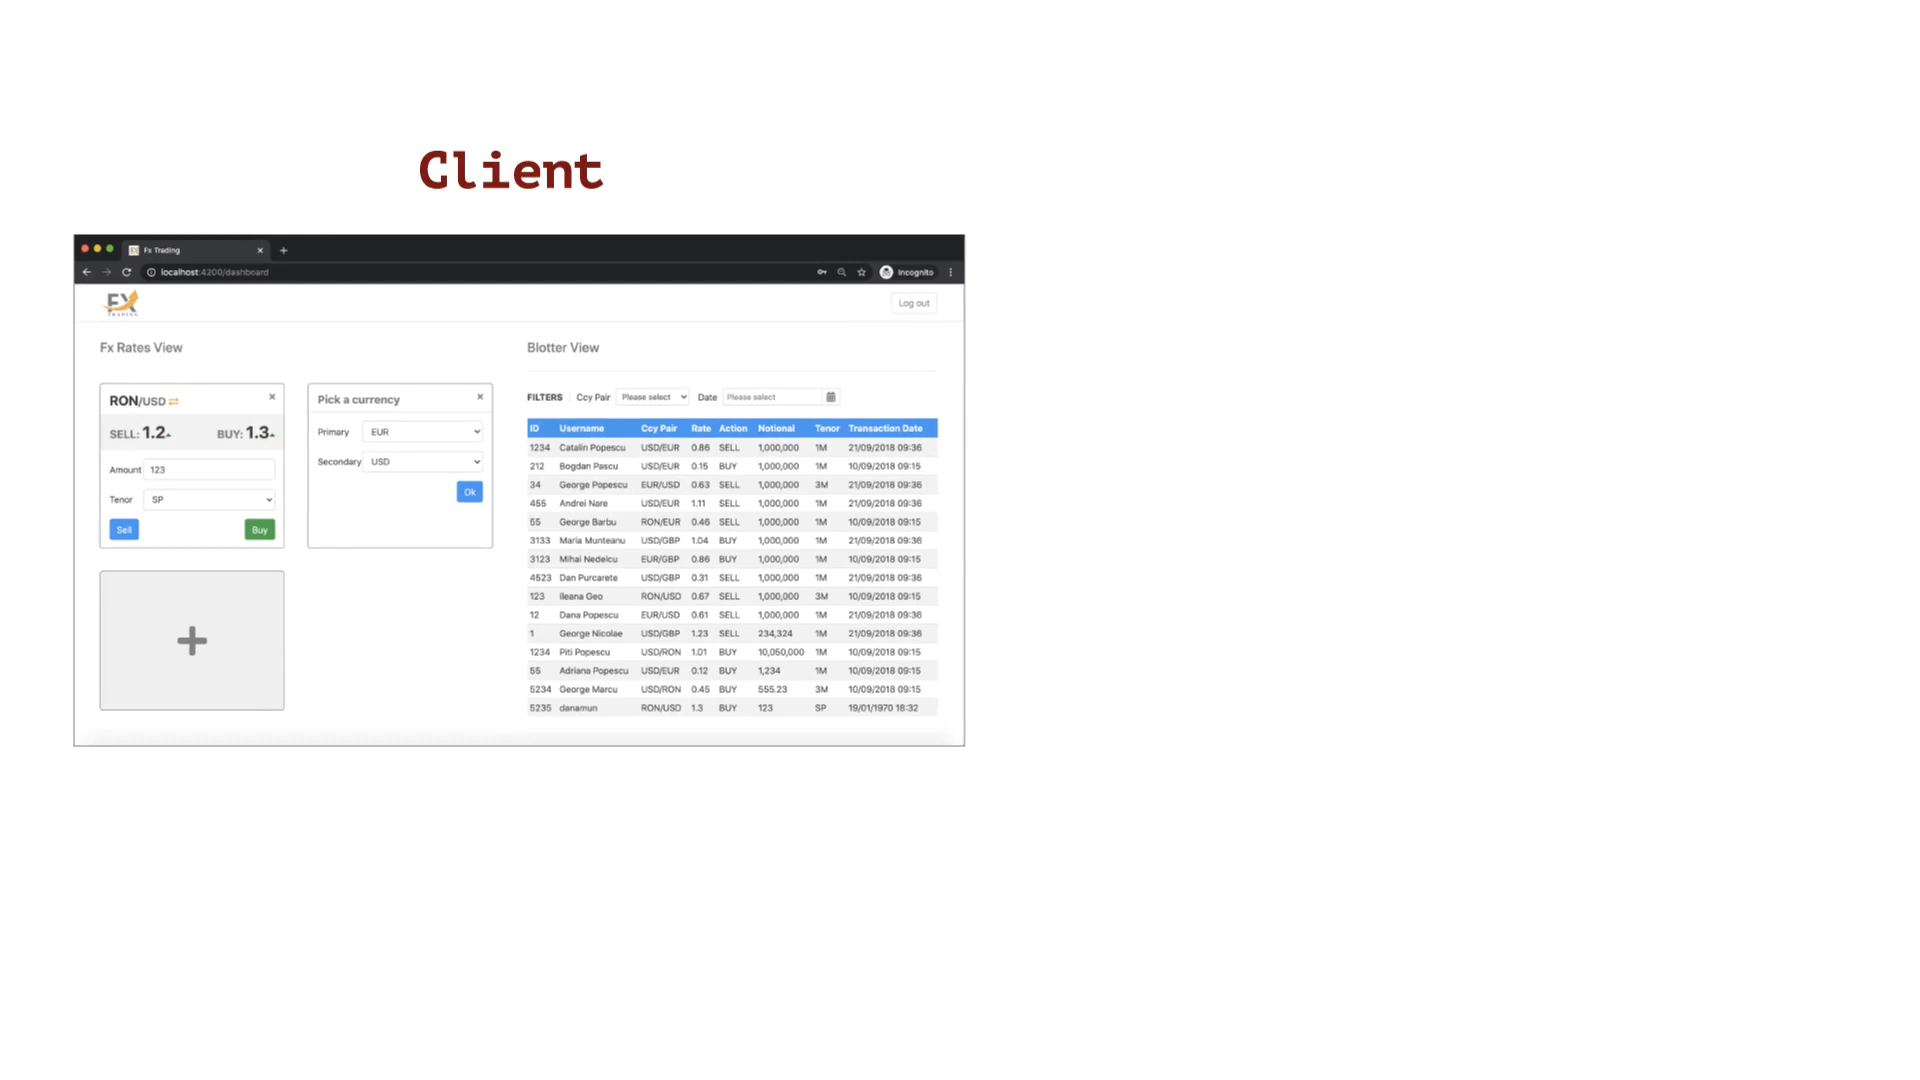 Client
Fx Trading
localhost:4200/dashboard
Incognito
FX
TRADING
Log out
Fx Rates View
RON/USD
SELL: 1.2 BUY: 1.3
Amount 123
Tenor SP
Sell Buy
Pick a currency
Primary EUR
Secondary USD
Ok
Blotter View
FILTERS Ccy Pair Please select Date Please select
ID Username Ccy Pair Rate Action Notional Tenor Transaction Date
1234 Catalin Popescu USD/EUR 0.86 SELL 1,000,000 1M 21/09/2018 09:36
212 Bogdan Pascu USD/EUR 0.15 BUY 1,000,000 1M 10/09/2018 09:15
34 George Popescu EUR/USD 0.63 SELL 1,000,000 3M 21/09/2018 09:36
455 Andrei Nare USD/EUR 1.11 SELL 1,000,000 1M 21/09/2018 09:36
55 George Barbu RON/EUR 0.46 SELL 1,000,000 1M 10/09/2018 09:15
3133 Maria Munteanu USD/GBP 1.04 BUY 1,000,000 1M 21/09/2018 09:36
3123 Mihai Nedelcu EUR/GBP 0.86 BUY 1,000,000 1M 10/09/2018 09:15
4523 Dan Purcarete USD/GBP 0.31 SELL 1,000,000 1M 21/09/2018 09:36
123 Ileana Geo RON/USD 0.67 SELL 1,000,000 3M 10/09/2018 09:15
12 Dana Popescu EUR/USD 0.61 SELL 1,000,000 1M 21/09/2018 09:36
1 George Nicolae USD/GBP 1.23 SELL 234,324 1M 21/09/2018 09:36
1234 Piti Popescu USD/RON 1.01 BUY 10,050,000 1M 10/09/2018 09:15
55 Adriana Popescu USD/EUR 0.12 BUY 1,234 1M 10/09/2018 09:15
5234 George Marcu USD/RON 0.45 BUY 555.23 3M 10/09/2018 09:15
5235 danamun RON/USD 1.3 BUY 123 SP 19/01/1970 18:32